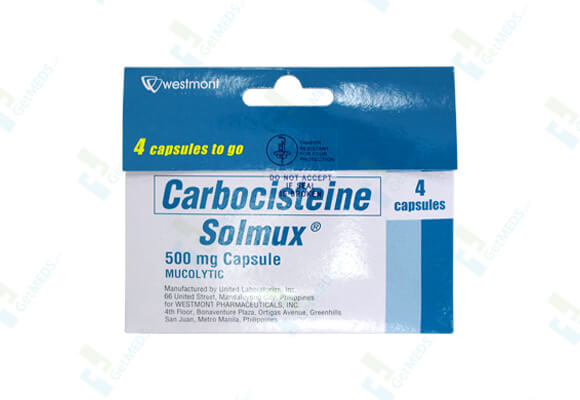 westmont
4 capsules to go
TAMPER
RESISTANT
FOR YOUR
PROTECTION
DO NOT ACCEPT
IF SEAL
IS BROKEN
Carbocisteine
Solmux®
500 mg Capsule
MUCOLYTIC
4
capsules
Manufactured by United Laboratories, Inc.
66 United Street, Mandaluyong City, Philippines
for WESTMONT PHARMACEUTICALS, INC.
4th Floor, Bonaventure Plaza, Ortigas Avenue, Greenhills
San Juan, Metro Manila, Philippines
GetMEDS